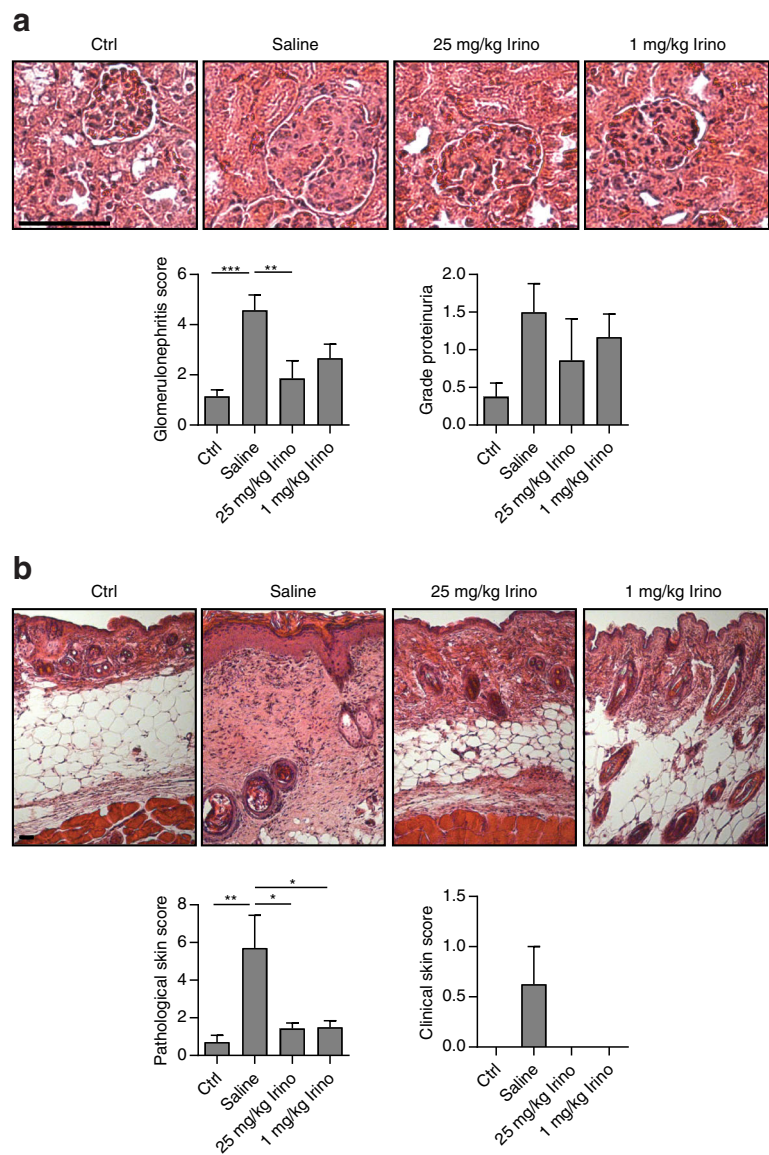 a
Ctrl Saline 25 mg/kg Irino 1 mg/kg Irino
*** **
Glomerulonephritis score
6
4
2
0
Ctrl
Saline
25 mg/kg Irino
1 mg/kg Irino
Grade proteinuria
2.0
1.5
1.0
0.5
0.0
Ctrl
Saline
25 mg/kg Irino
1 mg/kg Irino
b
Ctrl Saline 25 mg/kg Irino 1 mg/kg Irino
*
** *
Pathological skin score
8
6
4
2
0
Ctrl
Saline
25 mg/kg Irino
1 mg/kg Irino
Clinical skin score
1.5
1.0
0.5
0.0
Ctrl
Saline
25 mg/kg Irino
1 mg/kg Irino